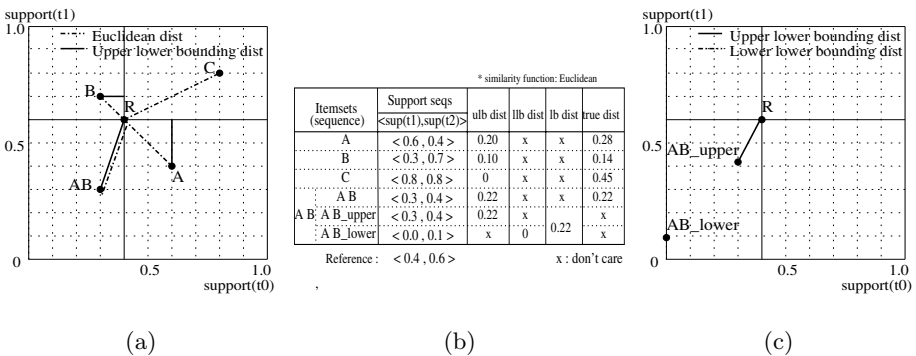 support(t1)
1.0
Euclidean dist
Upper lower bounding dist
C
B
R
0.5
AB
A
0
0.5
1.0
support(t0)
(a)
* similarity function: Euclidean
Itemsets (sequence) Support seqs <sup(t1),sup(t2)> ulb dist llb dist lb dist true dist
A < 0.6 , 0.4 > 0.20 x x 0.28
B < 0.3 , 0.7 > 0.10 x x 0.14
C < 0.8 , 0.8 > 0 x x 0.45
A B < 0.3 , 0.4 > 0.22 x x 0.22
A B A B_upper < 0.3 , 0.4 > 0.22 x 0.22 x
A B_lower < 0.0 , 0.1 > x 0 x
Reference : < 0.4 , 0.6 > x : don't care
,
(b)
support(t1)
1.0
Upper lower bounding dist
Lower lower bounding dist
R
0.5
AB_upper
AB_lower
0
0.5
1.0
support(t0)
(c)